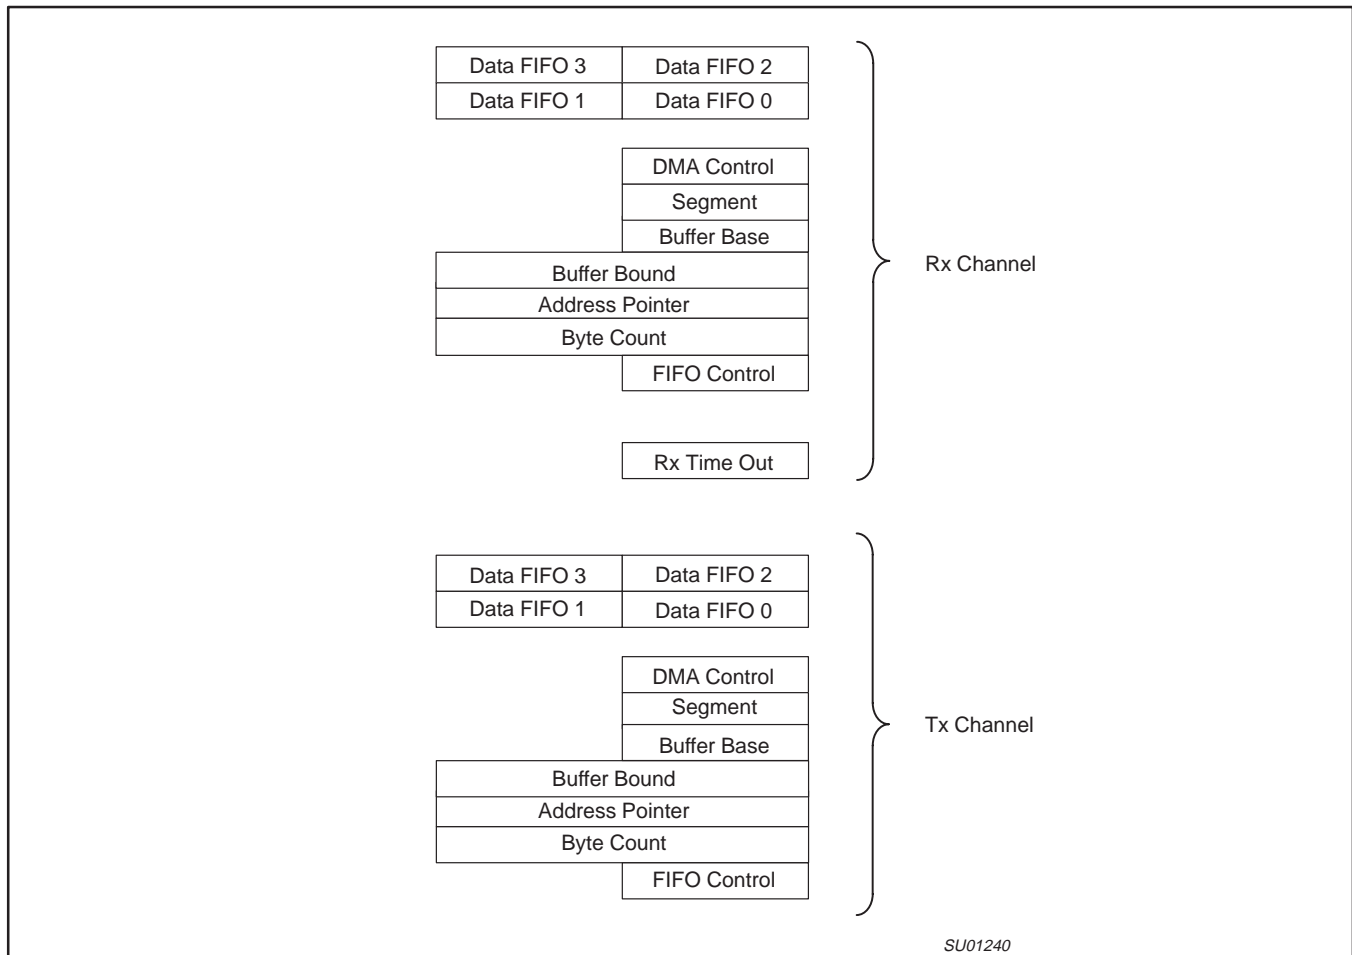 Data FIFO 3 Data FIFO 2
Data FIFO 1 Data FIFO 0
DMA Control
Segment
Buffer Base
Buffer Bound
Address Pointer
Byte Count
FIFO Control
Rx Time Out
Rx Channel
Data FIFO 3 Data FIFO 2
Data FIFO 1 Data FIFO 0
DMA Control
Segment
Buffer Base
Buffer Bound
Address Pointer
Byte Count
FIFO Control
Tx Channel
SU01240